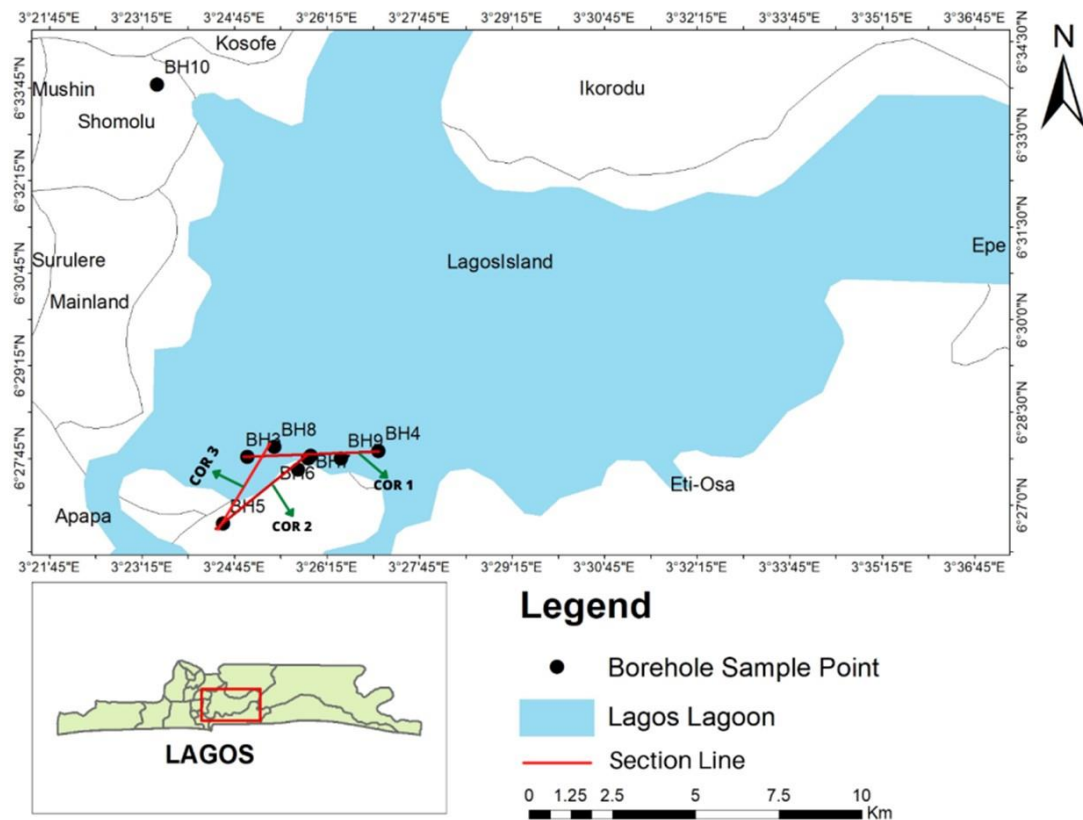 3°21'45"E 3°23'15"E 3°24'45"E 3°26'15"E 3°27'45"E 3°29'15"E 3°30'45"E 3°32'15"E 3°33'45"E 3°35'15"E 3°36'45"E
N
Kosofe
BH10
Mushin
Shomolu
Ikorodu
Surulere
Mainland
LagosIsland
Epe
BH8
BH9
BH4
COR 3
BH6
COR 1
BH5
COR 2
Apapa
Eti-Osa
6°33'45"N
6°32'15"N
6°30'45"N
6°29'15"N
6°27'45"N
6°34'30"N
6°33'0"N
6°31'30"N
6°30'0"N
6°28'30"N
6°27'0"N
3°21'45"E 3°23'15"E 3°24'45"E 3°26'15"E 3°27'45"E 3°29'15"E 3°30'45"E 3°32'15"E 3°33'45"E 3°35'15"E 3°36'45"E
LAGOS
Legend
Borehole Sample Point
Lagos Lagoon
Section Line
0 1.25 2.5 5 7.5 10
Km